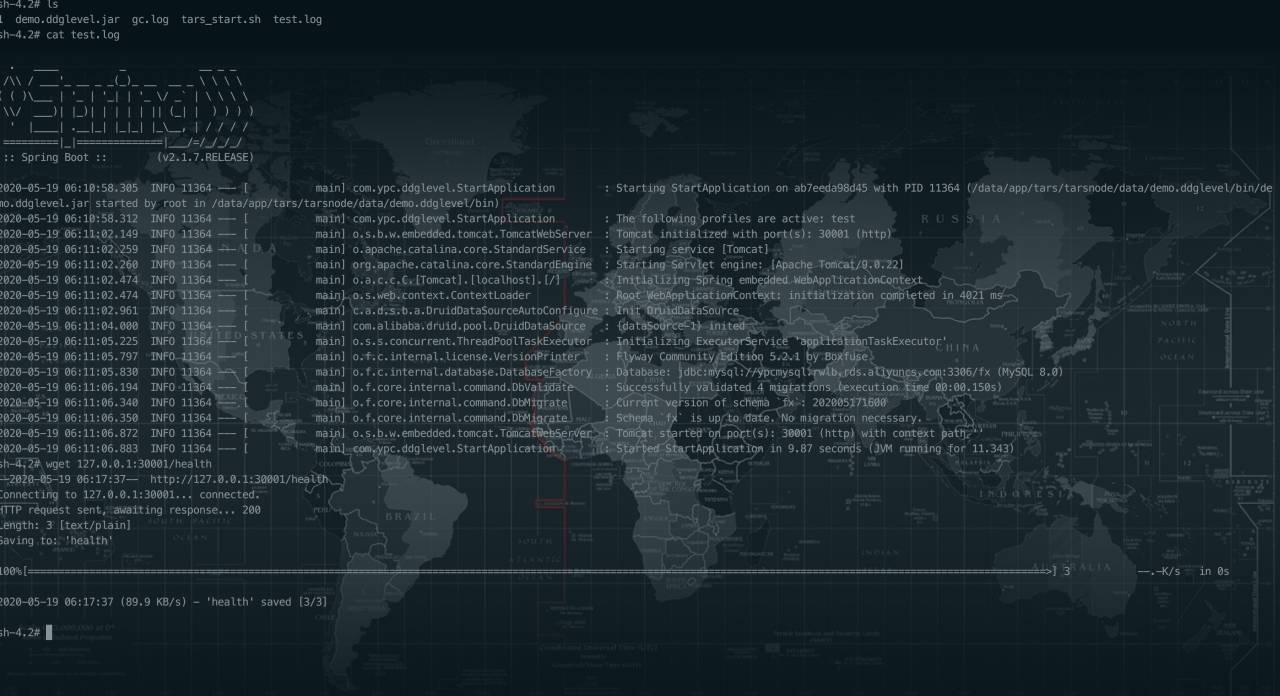 sh-4.2# ls
1  demo.ddglevel.jar  gc.log  tars_start.sh  test.log
sh-4.2# cat test.log
:: Spring Boot ::        (v2.1.7.RELEASE)
2020-05-19 06:10:58.305  INFO 11364 --- [           main] com.ypc.ddglevel.StartApplication        : Starting StartApplication on ab7eeda98d45 with PID 11364 (/data/app/tars/tarsnode/data/demo.ddglevel/bin/de
mo.ddglevel.jar started by root in /data/app/tars/tarsnode/data/demo.ddglevel/bin)
2020-05-19 06:10:58.312  INFO 11364 --- [           main] com.ypc.ddglevel.StartApplication        : The following profiles are active: test
2020-05-19 06:11:02.149  INFO 11364 --- [           main] o.s.b.w.embedded.tomcat.TomcatWebServer  : Tomcat initialized with port(s): 30001 (http)
2020-05-19 06:11:02.259  INFO 11364 --- [           main] o.apache.catalina.core.StandardService   : Starting service [Tomcat]
2020-05-19 06:11:02.260  INFO 11364 --- [           main] org.apache.catalina.core.StandardEngine  : Starting Servlet engine: [Apache Tomcat/9.0.22]
2020-05-19 06:11:02.474  INFO 11364 --- [           main] o.a.c.c.C.[Tomcat].[localhost].[/]       : Initializing Spring embedded WebApplicationContext
2020-05-19 06:11:02.474  INFO 11364 --- [           main] o.s.web.context.ContextLoader            : Root WebApplicationContext: initialization completed in 4021 ms
2020-05-19 06:11:02.961  INFO 11364 --- [           main] c.a.d.s.b.a.DruidDataSourceAutoConfigure : Init DruidDataSource
2020-05-19 06:11:04.000  INFO 11364 --- [           main] com.alibaba.druid.pool.DruidDataSource   : {dataSource-1} inited
2020-05-19 06:11:05.225  INFO 11364 --- [           main] o.s.s.concurrent.ThreadPoolTaskExecutor  : Initializing ExecutorService 'applicationTaskExecutor'
2020-05-19 06:11:05.797  INFO 11364 --- [           main] o.f.c.internal.license.VersionPrinter    : Flyway Community Edition 5.2.1 by Boxfuse
2020-05-19 06:11:05.830  INFO 11364 --- [           main] o.f.c.internal.database.DatabaseFactory  : Database: jdbc:mysql://ypcmysql.rwlb.rds.aliyuncs.com:3306/fx (MySQL 8.0)
2020-05-19 06:11:06.194  INFO 11364 --- [           main] o.f.core.internal.command.DbValidate     : Successfully validated 4 migrations (execution time 00:00.150s)
2020-05-19 06:11:06.340  INFO 11364 --- [           main] o.f.core.internal.command.DbMigrate      : Current version of schema `fx`: 202005171600
2020-05-19 06:11:06.350  INFO 11364 --- [           main] o.f.core.internal.command.DbMigrate      : Schema `fx` is up to date. No migration necessary.
2020-05-19 06:11:06.872  INFO 11364 --- [           main] o.s.b.w.embedded.tomcat.TomcatWebServer  : Tomcat started on port(s): 30001 (http) with context path ''
2020-05-19 06:11:06.883  INFO 11364 --- [           main] com.ypc.ddglevel.StartApplication        : Started StartApplication in 9.87 seconds (JVM running for 11.343)
sh-4.2# wget 127.0.0.1:30001/health
--2020-05-19 06:17:37--  http://127.0.0.1:30001/health
Connecting to 127.0.0.1:30001... connected.
HTTP request sent, awaiting response... 200
Length: 3 [text/plain]
Saving to: 'health'
100%[======================================>] 3           --.-K/s   in 0s
2020-05-19 06:17:37 (89.9 KB/s) - 'health' saved [3/3]
sh-4.2#
RUSSIA
CANADA
UNITED STATES
CHINA
NORTH
PACIFIC
OCEAN
INDONESIA
BRAZIL
SOUTH
ATLANTIC
OCEAN
INDIAN
AUSTRALIA